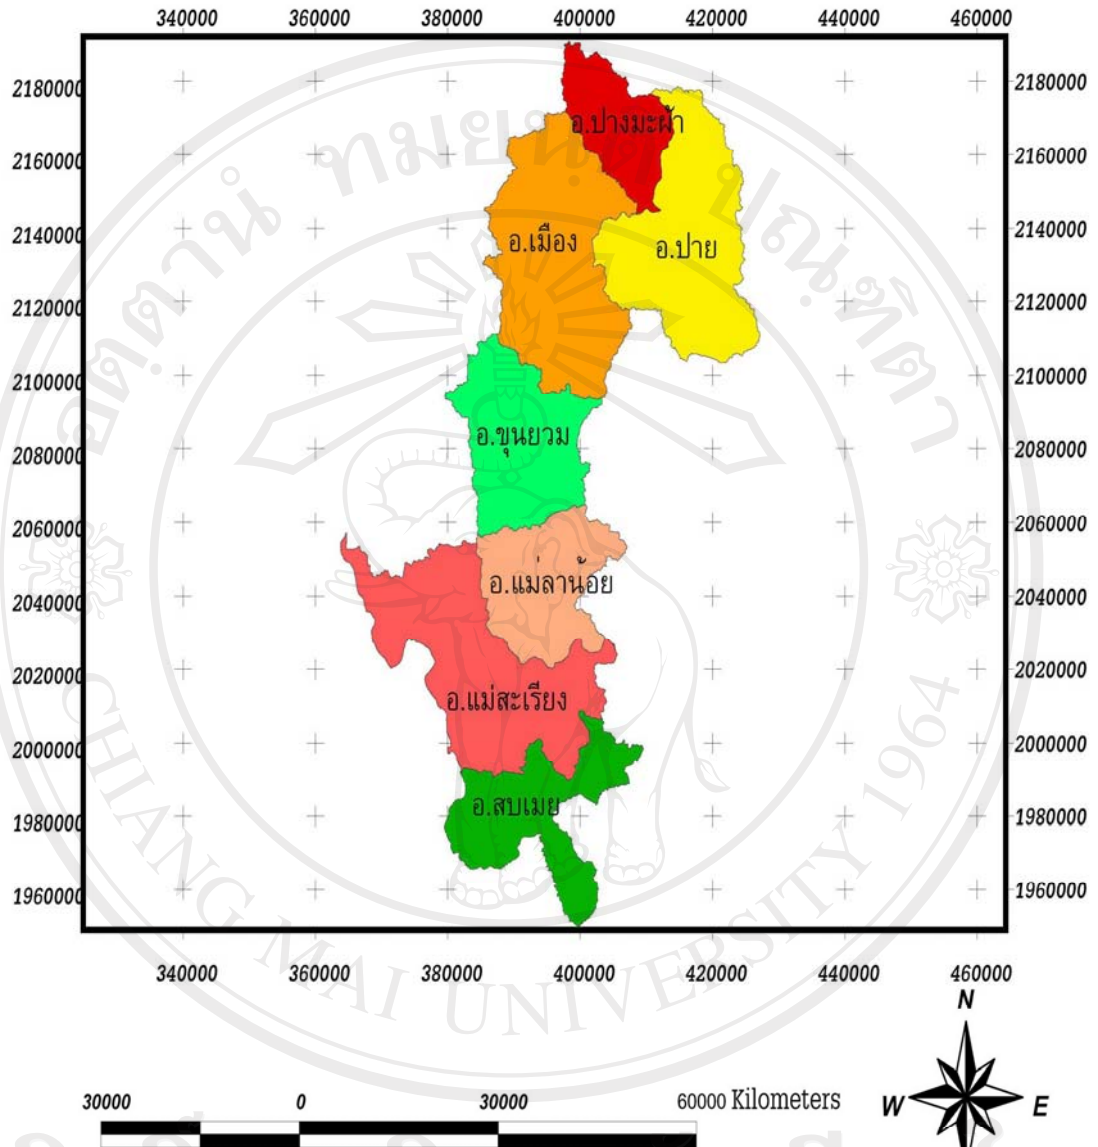 340000 360000 380000 400000 420000 440000 460000
2180000 2180000
อ.ปางมะผ้า
2160000 2160000
2140000 2140000
อ.เมือง อ.ปาย
2120000 2120000
2100000 2100000
อ.ขุนยวม
2080000 2080000
2060000 2060000
อ.แม่ลาน้อย
2040000 2040000
2020000 2020000
อ.แม่สะเรียง
2000000 2000000
อ.สบเมย
1980000 1980000
1960000 1960000
340000 360000 380000 400000 420000 440000 460000
CHIANG MAI UNIVERSITY 1964
N
30000 0 30000 60000 Kilometers
W E